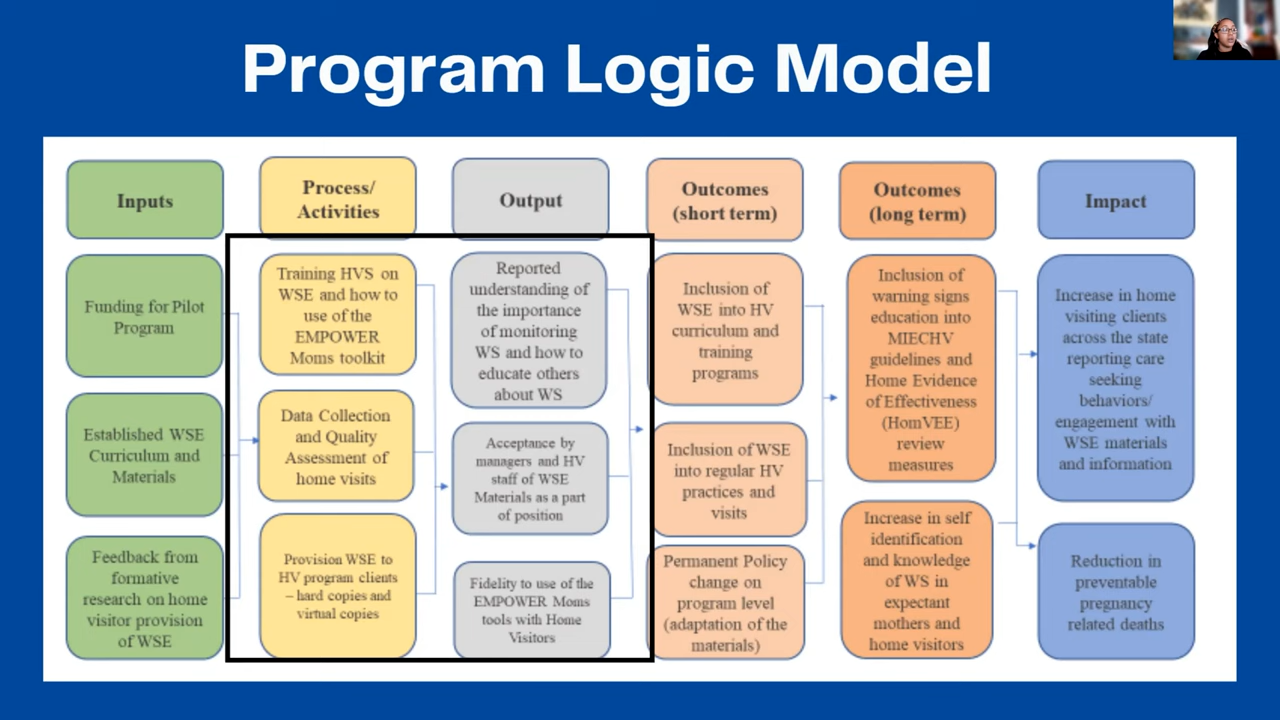 Program Logic Model
Inputs
Process/
Activities
Output
Outcomes
(short term)
Outcomes
(long term)
Impact
Funding for Pilot
Program
Established WSE
Curriculum and
Materials
Feedback from
formative
research on home
visitor provision
of WSE
Training HVS on
WSE and how to
use of the
EMPOWER
Moms toolkit
Data Collection
and Quality
Assessment of
home visits
Provision WSE to
HV program clients
– hard copies and
virtual copies
Reported
understanding of
the importance
of monitoring
WS and how to
educate others
about WS
Acceptance by
managers and HV
staff of WSE
Materials as a part
of position
Fidelity to use of the
EMPOWER Moms
tools with Home
Visitors
Inclusion of
WSE into HV
curriculum and
training
programs
Inclusion of WSE
into regular HV
practices and
visits
Permanent Policy
change on
program level
(adaptation of the
materials)
Inclusion of
warning signs
education into
MIECHV
guidelines and
Home Evidence
of Effectiveness
(HomVEE)
review
measures
Increase in self
identification
and knowledge
of WS in
expectant
mothers and
home visitors
Increase in home
visiting clients
across the state
reporting care
seeking
behaviors/
engagement with
WSE materials
and information
Reduction in
preventable
pregnancy
related deaths